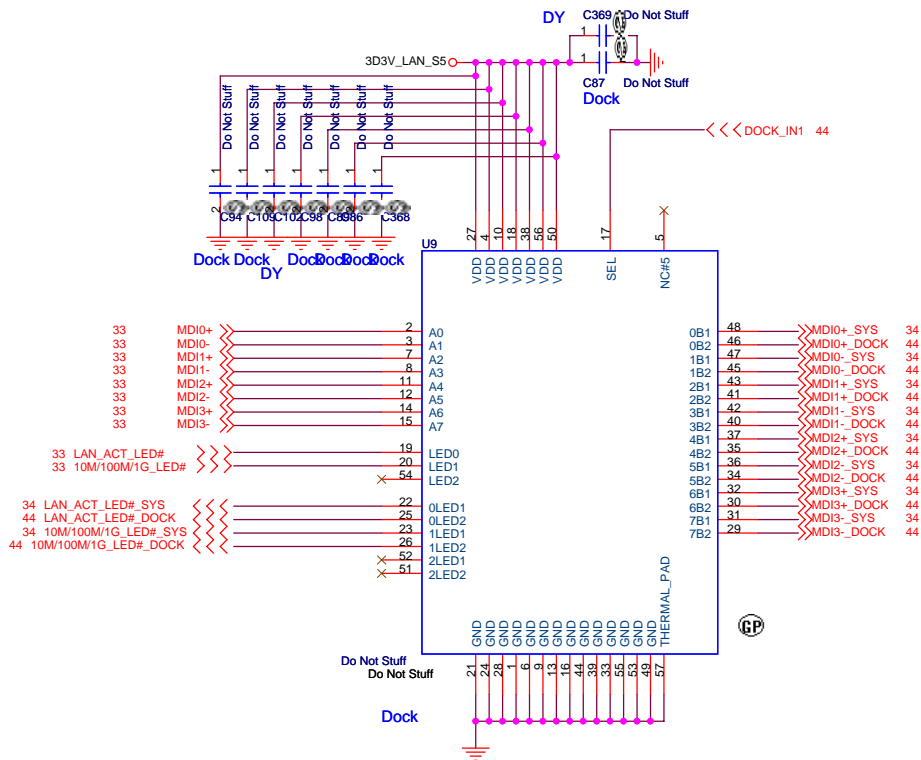 DY
C369
Do Not Stuff
1
3D3V_LAN_S5
1
C87
Do Not Stuff
Dock
Do Not Stuff
Do Not Stuff
Do Not Stuff
Do Not Stuff
Do Not Stuff
Do Not Stuff
Do Not Stuff
DOCK_IN1 44
1 1 1 1 1 1 1
2
C94 C109 C102 C98 C89 C368
Dock Dock DY Dock Dock Dock Dock
U9
27 4 10 18 38 56 50 17 5
VDD VDD VDD VDD VDD VDD VDD SEL NC#5
33 MDI0+ 2 A0
33 MDI0- 3 A1
33 MDI1+ 7 A2
33 MDI1- 8 A3
33 MDI2+ 11 A4
33 MDI2- 12 A5
33 MDI3+ 14 A6
33 MDI3- 15 A7
33 LAN_ACT_LED# 19 LED0
33 10M/100M/1G_LED# 20 LED1
54 LED2
34 LAN_ACT_LED#_SYS 22 0LED1
44 LAN_ACT_LED#_DOCK 25 0LED2
34 10M/100M/1G_LED#_SYS 23 1LED1
44 10M/100M/1G_LED#_DOCK 26 1LED2
52 2LED1
51 2LED2
0B1 48 MDI0+_SYS 34
0B2 46 MDI0+_DOCK 44
1B1 47 MDI0-_SYS 34
1B2 45 MDI0-_DOCK 44
2B1 43 MDI1+_SYS 34
2B2 41 MDI1+_DOCK 44
3B1 42 MDI1-_SYS 34
3B2 40 MDI1-_DOCK 44
4B1 37 MDI2+_SYS 34
4B2 35 MDI2+_DOCK 44
5B1 36 MDI2-_SYS 34
5B2 34 MDI2-_DOCK 44
6B1 32 MDI3+_SYS 34
6B2 30 MDI3+_DOCK 44
7B1 31 MDI3-_SYS 34
7B2 29 MDI3-_DOCK 44
GND GND GND GND GND GND GND GND GND GND GND GND GND GND THERMAL_PAD
21 24 28 1 6 9 13 16 44 39 33 55 53 49 57
GP
Do Not Stuff
Do Not Stuff
Dock